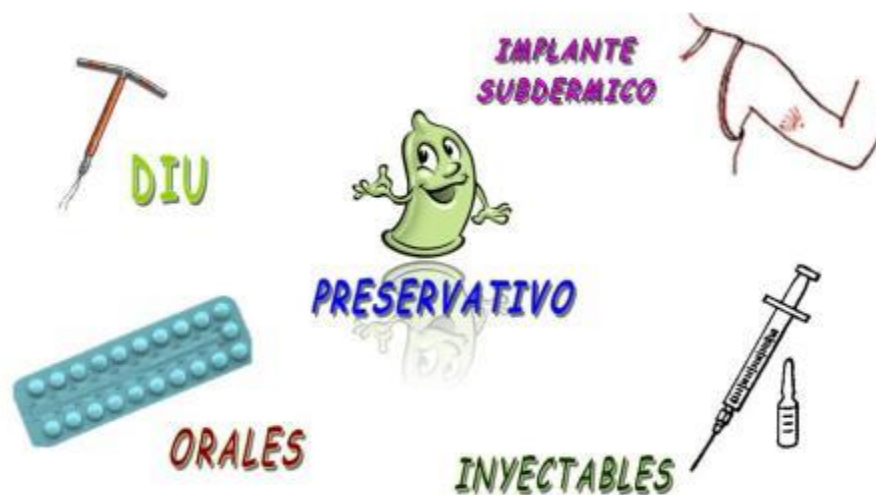 IMPLANTE
SUBDERMICO
DIU
PRESERVATIVO
ORALES
INYECTABLES